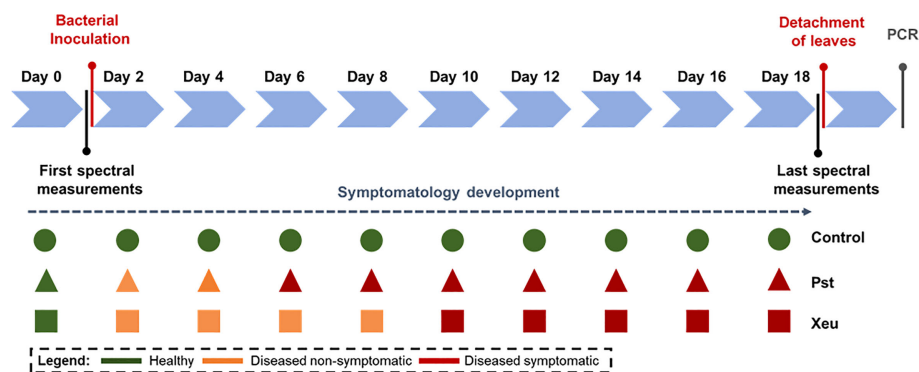 Bacterial
Inoculation
Detachment
of leaves
PCR
Day 0
Day 2
Day 4
Day 6
Day 8
Day 10
Day 12
Day 14
Day 16
Day 18
First spectral
measurements
Last spectral
measurements
Symptomatology development
Control
Pst
Xeu
Legend: Healthy Diseased non-symptomatic Diseased symptomatic